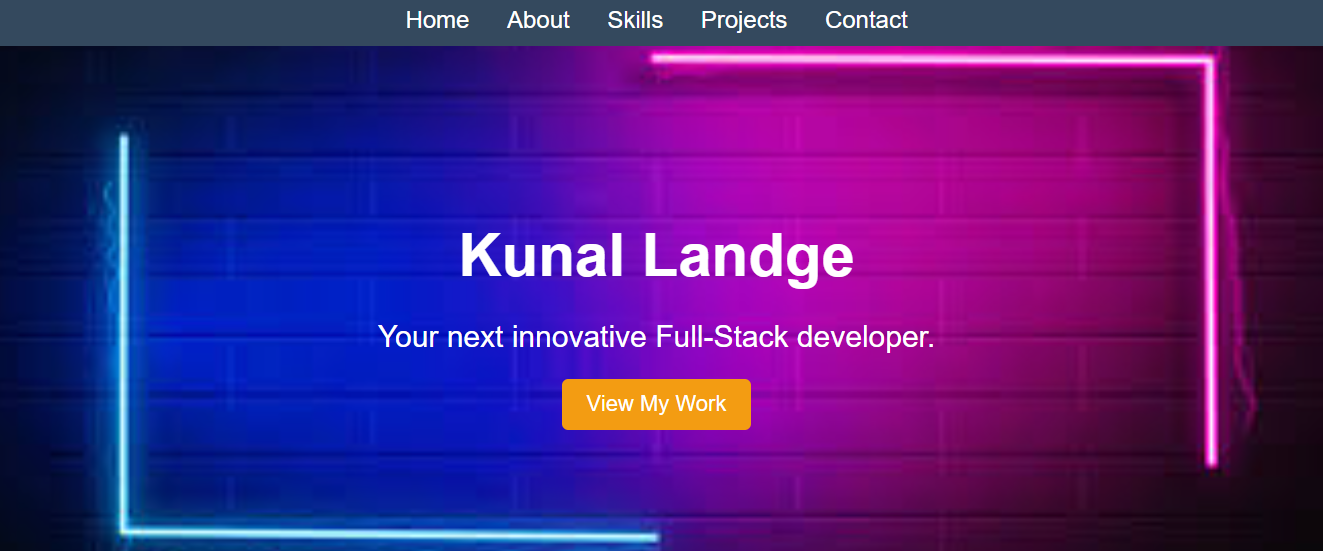 Home About Skills Projects Contact
Kunal Landge
Your next innovative Full-Stack developer.
View My Work